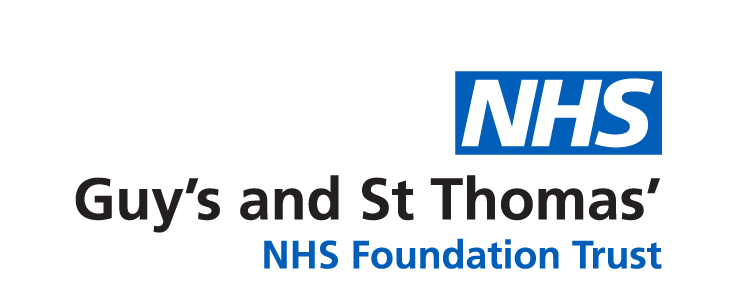 NHS
Guy’s and St Thomas’
NHS Foundation Trust